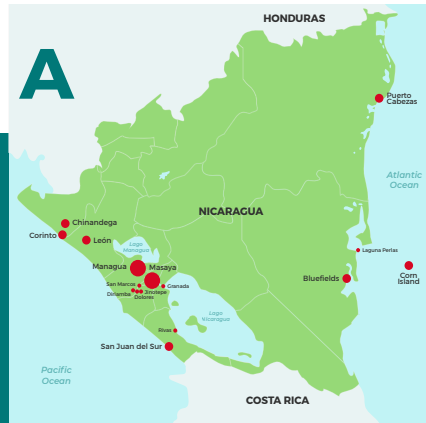 HONDURAS
A
Puerto
Cabezas
Atlantic
Ocean
NICARAGUA
Chinandega
Corinto
León
Lago
Managua
Laguna Perlas
Managua
Masaya
Corn
Island
Bluefields
San Marcos
Granada
Diriamba
Jinotepe
Dolores
Lago
Nicaragua
Rivas
San Juan del Sur
Pacific
Ocean
COSTA RICA